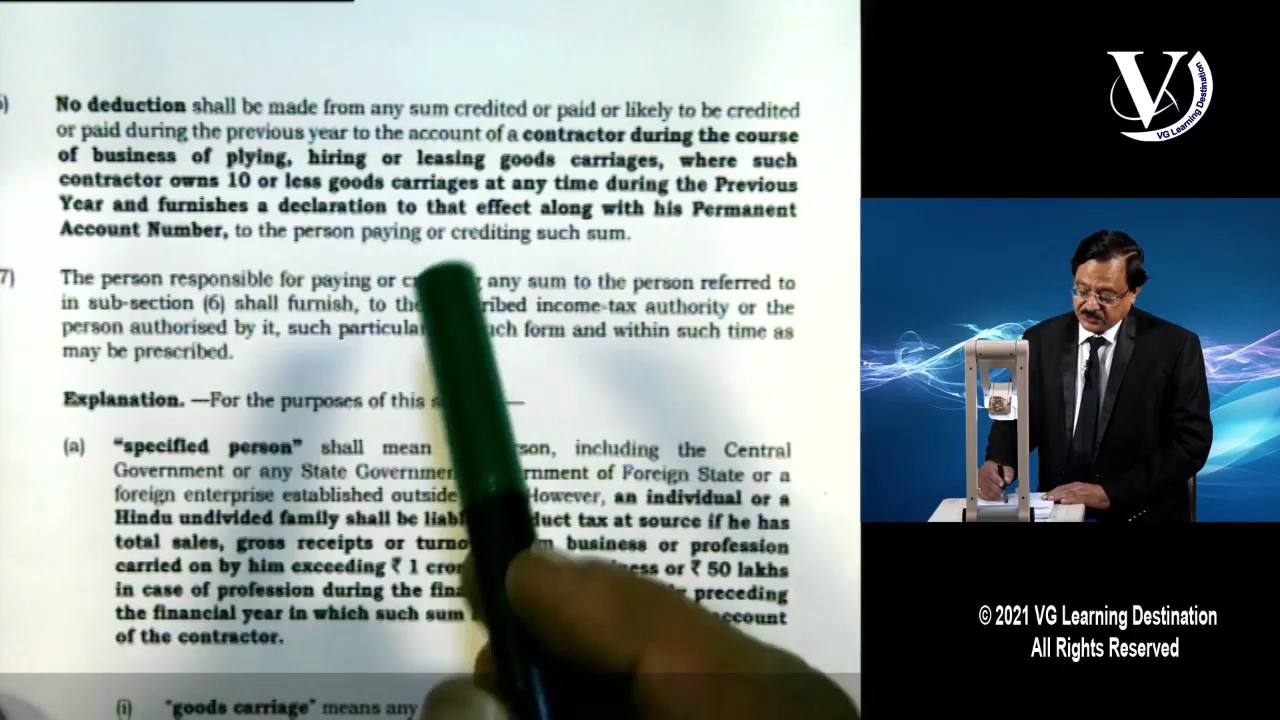 )
No deduction shall be made from any sum credited or paid or likely to be credited
or paid during the previous year to the account of a contractor during the course
of business of plying, hiring or leasing goods carriages, where such
contractor owns 10 or less goods carriages at any time during the Previous
Year and furnishes a declaration to that effect along with his Permanent
Account Number, to the person paying or crediting such sum.
7) The person responsible for paying or any sum to the person referred to
in sub-section (6) shall furnish, to income-tax authority or the
person authorised by it, such form and within such time as
may be prescribed.
Explanation. —For the purposes of this —
(a) "specified person" shall mean including the Central
Government or any State of Foreign State or a
foreign enterprise established outside However, an individual or a
Hindu undivided family shall be tax at source if he has
total sales, gross receipts or business or profession
carried on by him exceeding ₹ 1 or ₹ 50 lakhs
in case of profession during the preceding
the financial year in which such sum
of the contractor.
(i) "goods carriage" means any
V
VG Learning Destination
© 2021 VG Learning Destination
All Rights Reserved